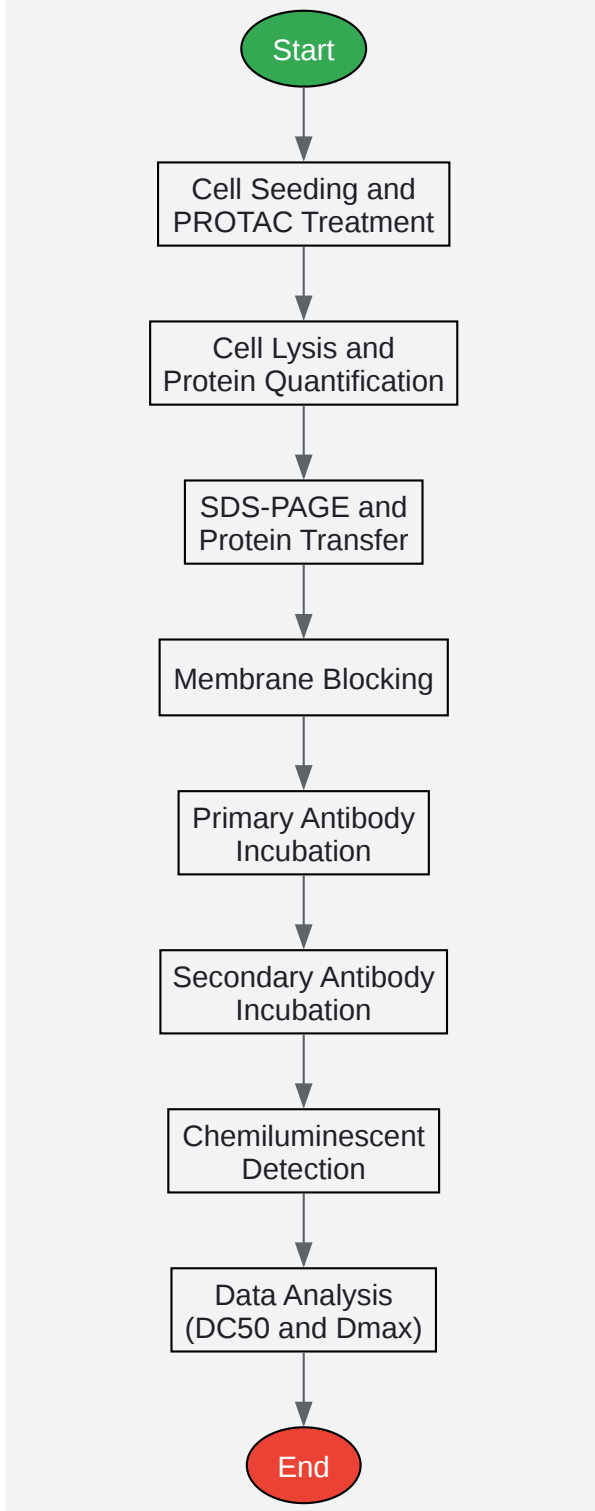 Start
Cell Seeding and
PROTAC Treatment
Cell Lysis and
Protein Quantification
SDS-PAGE and
Protein Transfer
Membrane Blocking
Primary Antibody
Incubation
Secondary Antibody
Incubation
Chemiluminescent
Detection
Data Analysis
(DC50 and Dmax)
End